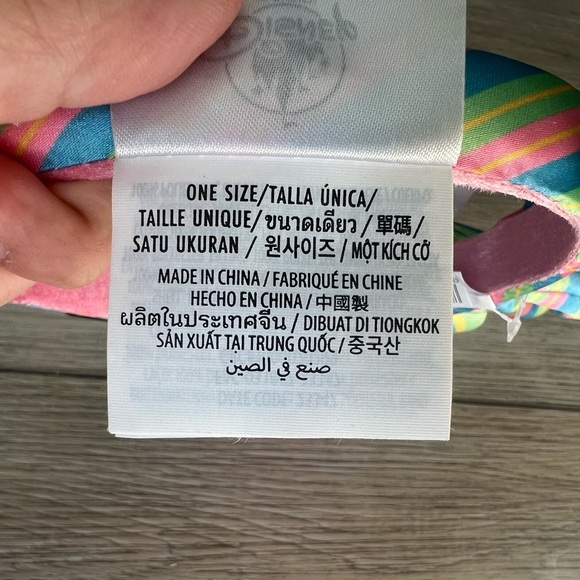 ONE SIZE/TALLA ÚNICA/
TAILLE UNIQUE/ขนาดเดียว/單碼/
SATU UKURAN / 원사이즈 / MỘT KÍCH CỠ
MADE IN CHINA / FABRIQUÉ EN CHINE
HECHO EN CHINA / 中國製
ผลิตในประเทศจีน / DIBUAT DI TIONGKOK
SẢN XUẤT TẠI TRUNG QUỐC / 중국산
صنع في الصين